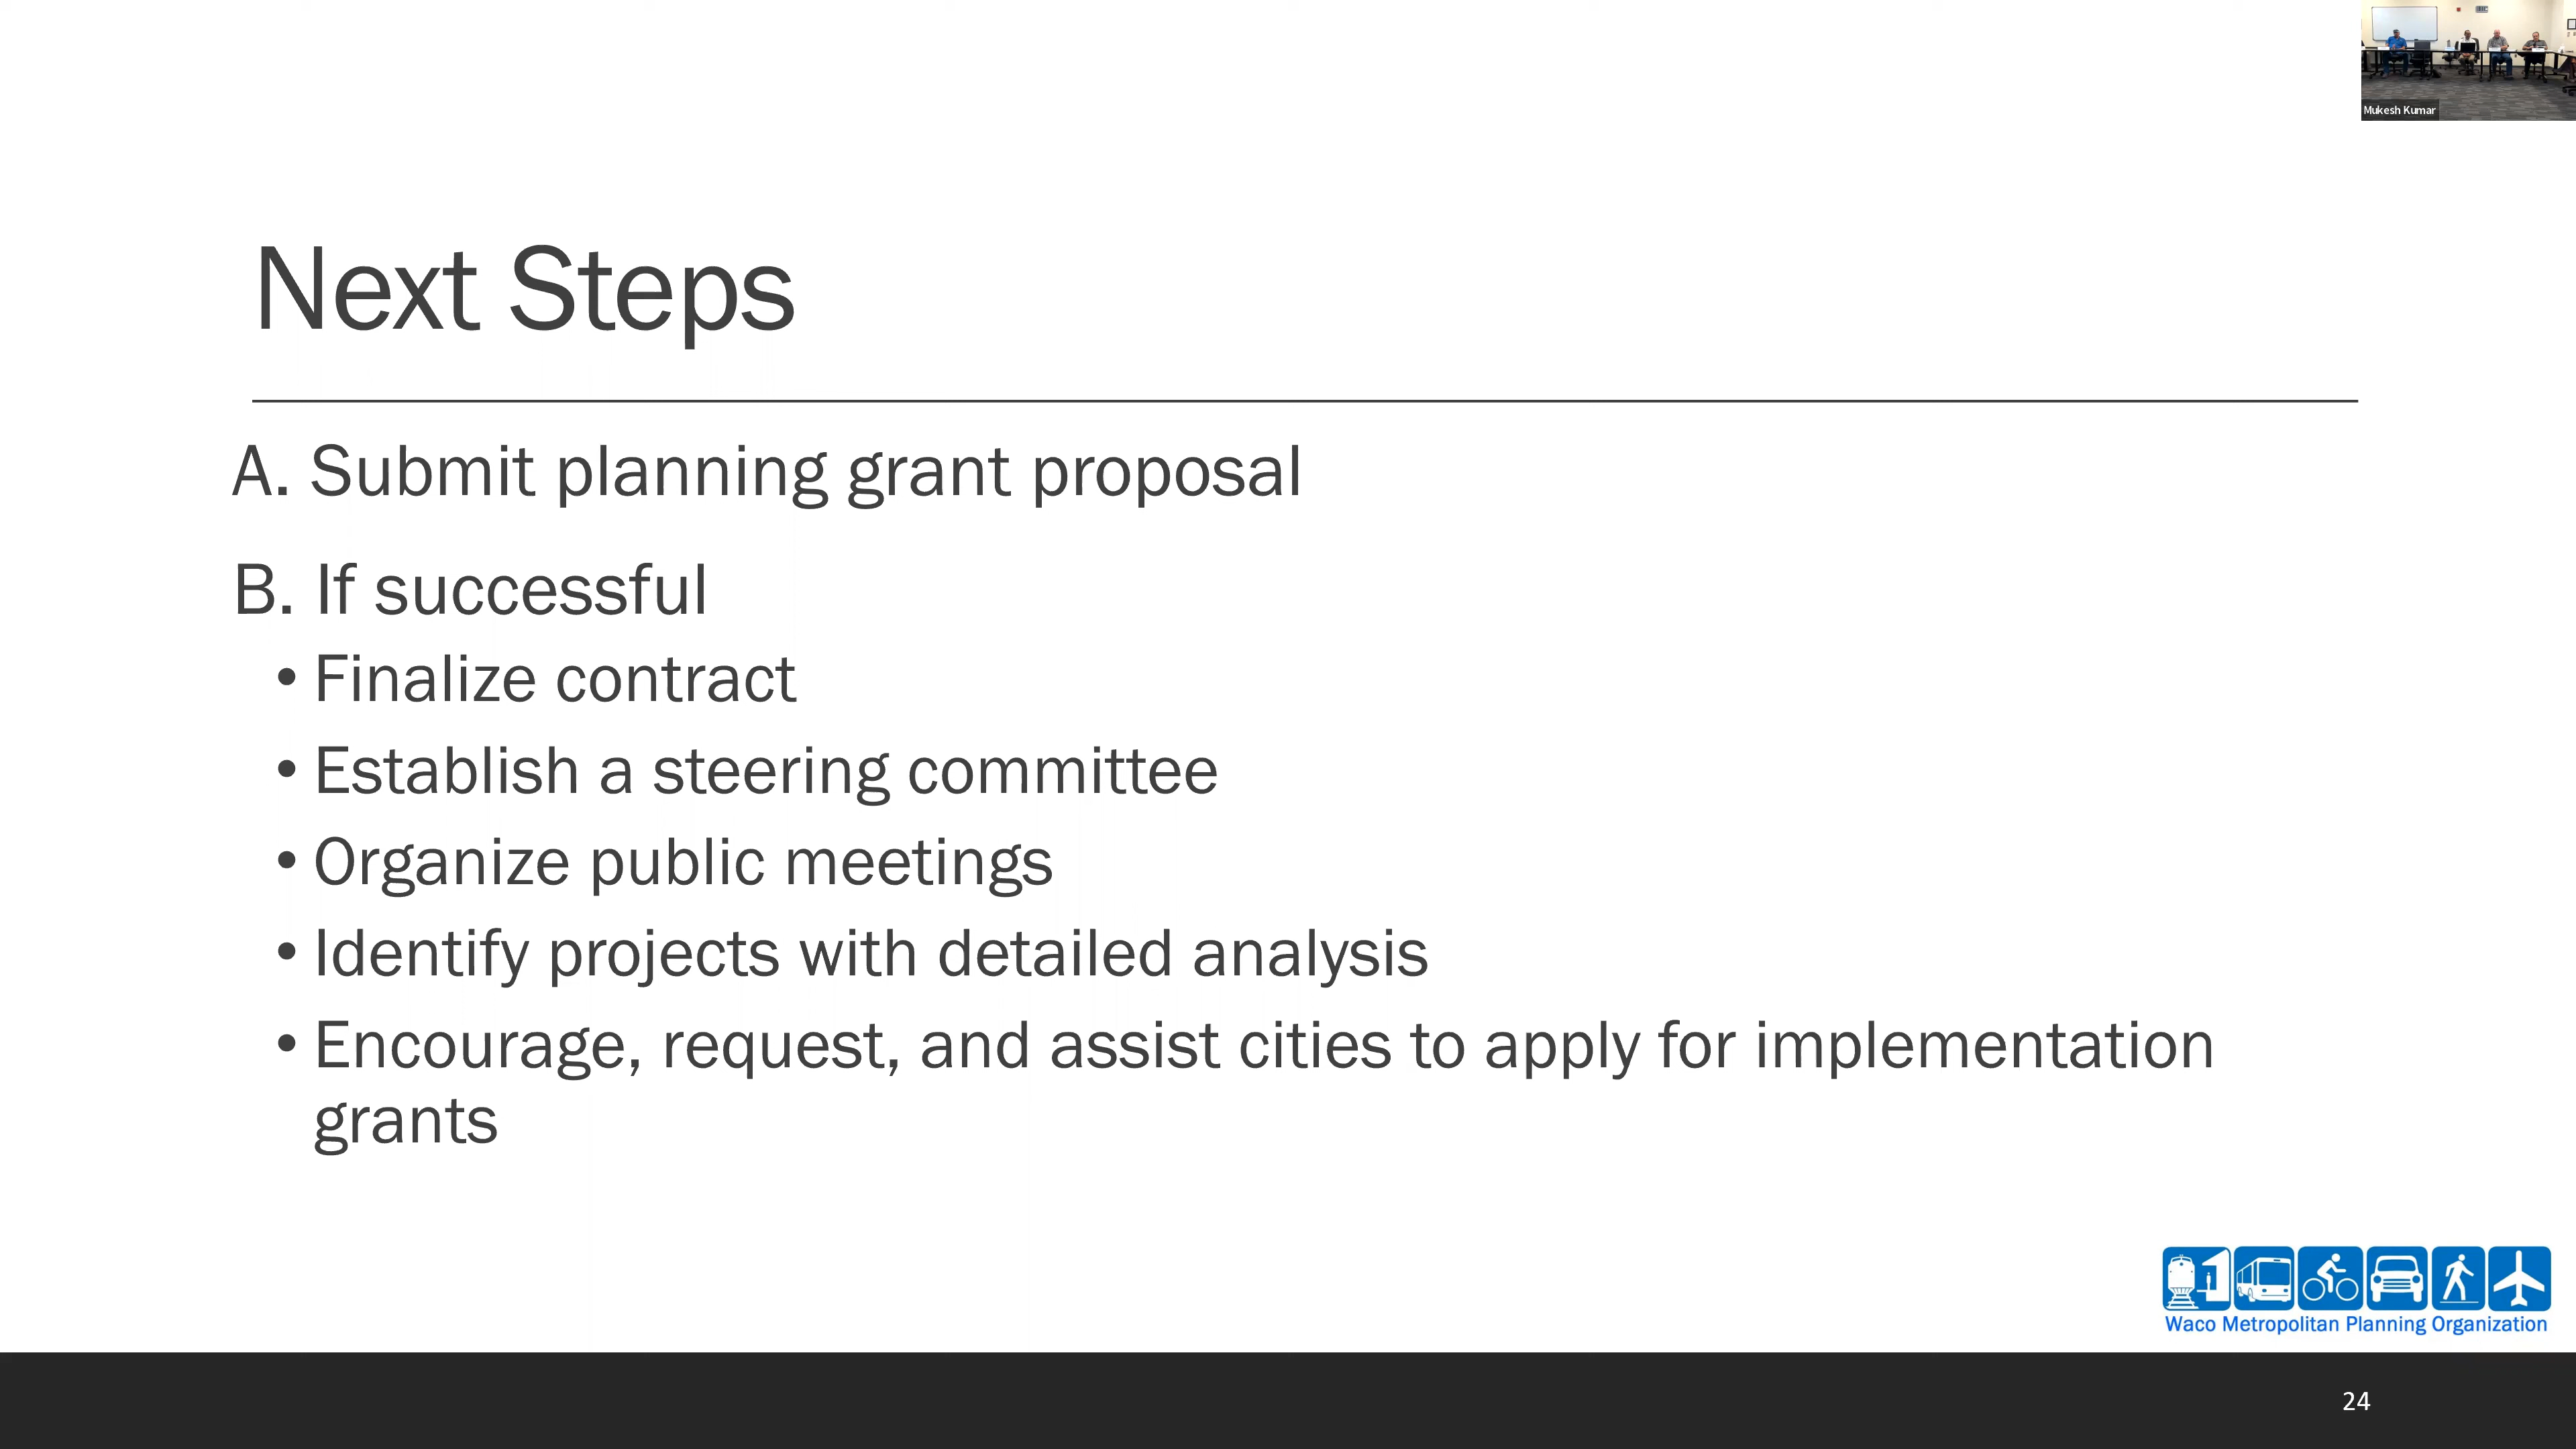 Mukesh Kumar
Next Steps
A. Submit planning grant proposal
B. If successful
• Finalize contract
• Establish a steering committee
• Organize public meetings
• Identify projects with detailed analysis
• Encourage, request, and assist cities to apply for implementation
grants
Waco Metropolitan Planning Organization
24